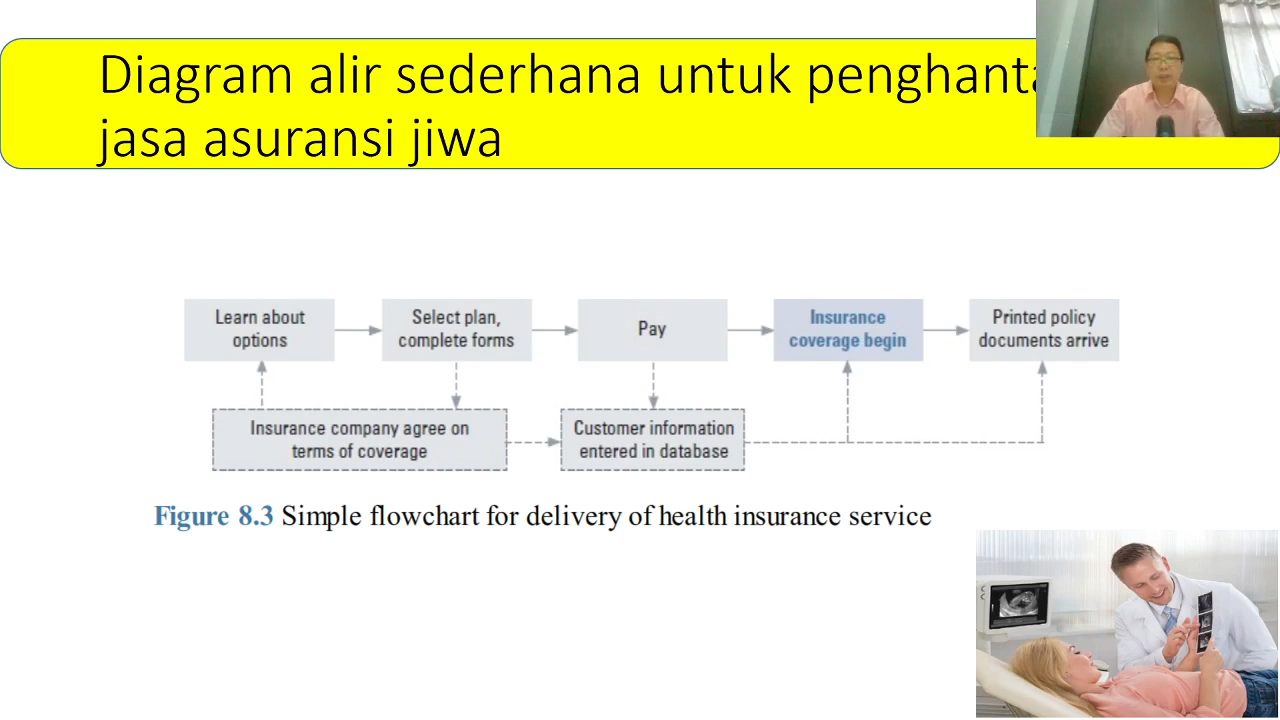 Diagram alir sederhana untuk
jasa asuransi jiwa
Learn about
options
Select plan,
complete forms
Pay
Insurance
coverage begin
Printed policy
documents arrive
Insurance company agree on
terms of coverage
Customer information
entered in database
Figure 8.3 Simple flowchart for delivery of health insurance service